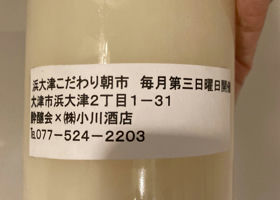 浜大津こだわり朝市 毎月第三日曜日開催
大津市浜大津2丁目1-31
酔醸会×㈱小川酒店
℡077-524-2203